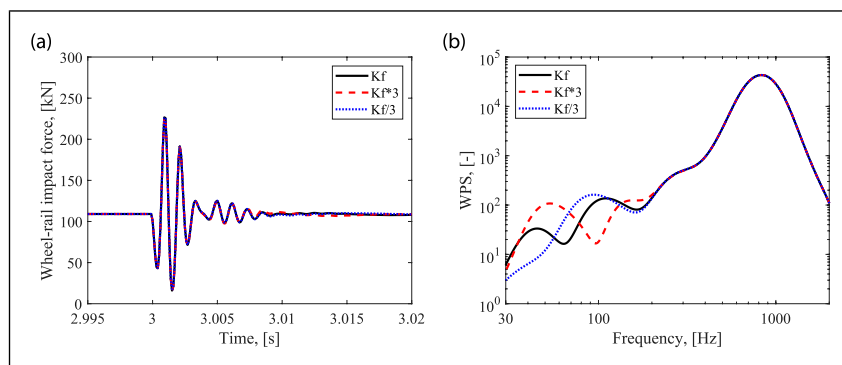 (a)
300
250
200
150
100
50
0
Wheel-rail impact force, [kN]
Kf
Kf*3
Kf/3
2.995
3
3.005
3.01
3.015
3.02
Time, [s]
(b)
10^5
10^4
10^3
10^2
10^1
10^0
WPS, [-]
Kf
Kf*3
Kf/3
30
100
1000
Frequency, [Hz]